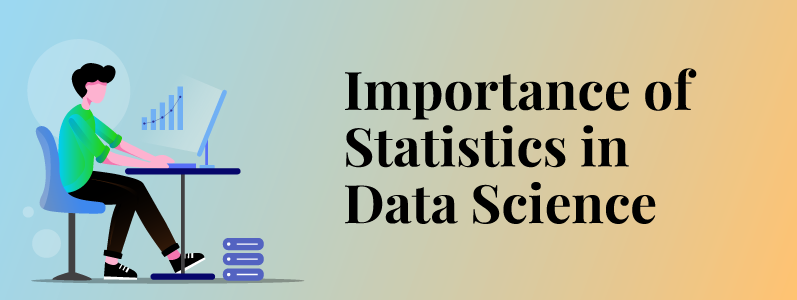 Importance of
Statistics in
Data Science